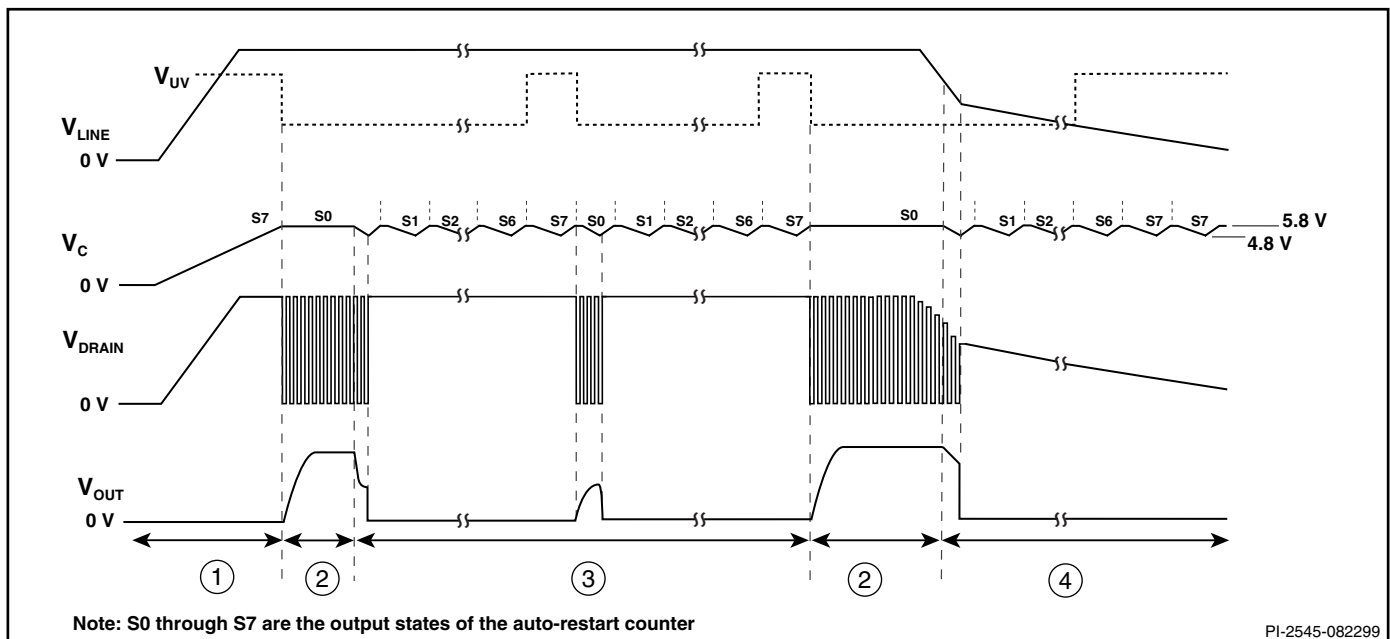 V_UV
V_LINE
0 V
S7 S0 S1 S2 S6 S7 S0 S1 S2 S6 S7 S0 S1 S2 S6 S7 S7
5.8 V
4.8 V
V_C
0 V
V_DRAIN
0 V
V_OUT
0 V
1 2 3 2 4
Note: S0 through S7 are the output states of the auto-restart counter
PI-2545-082299